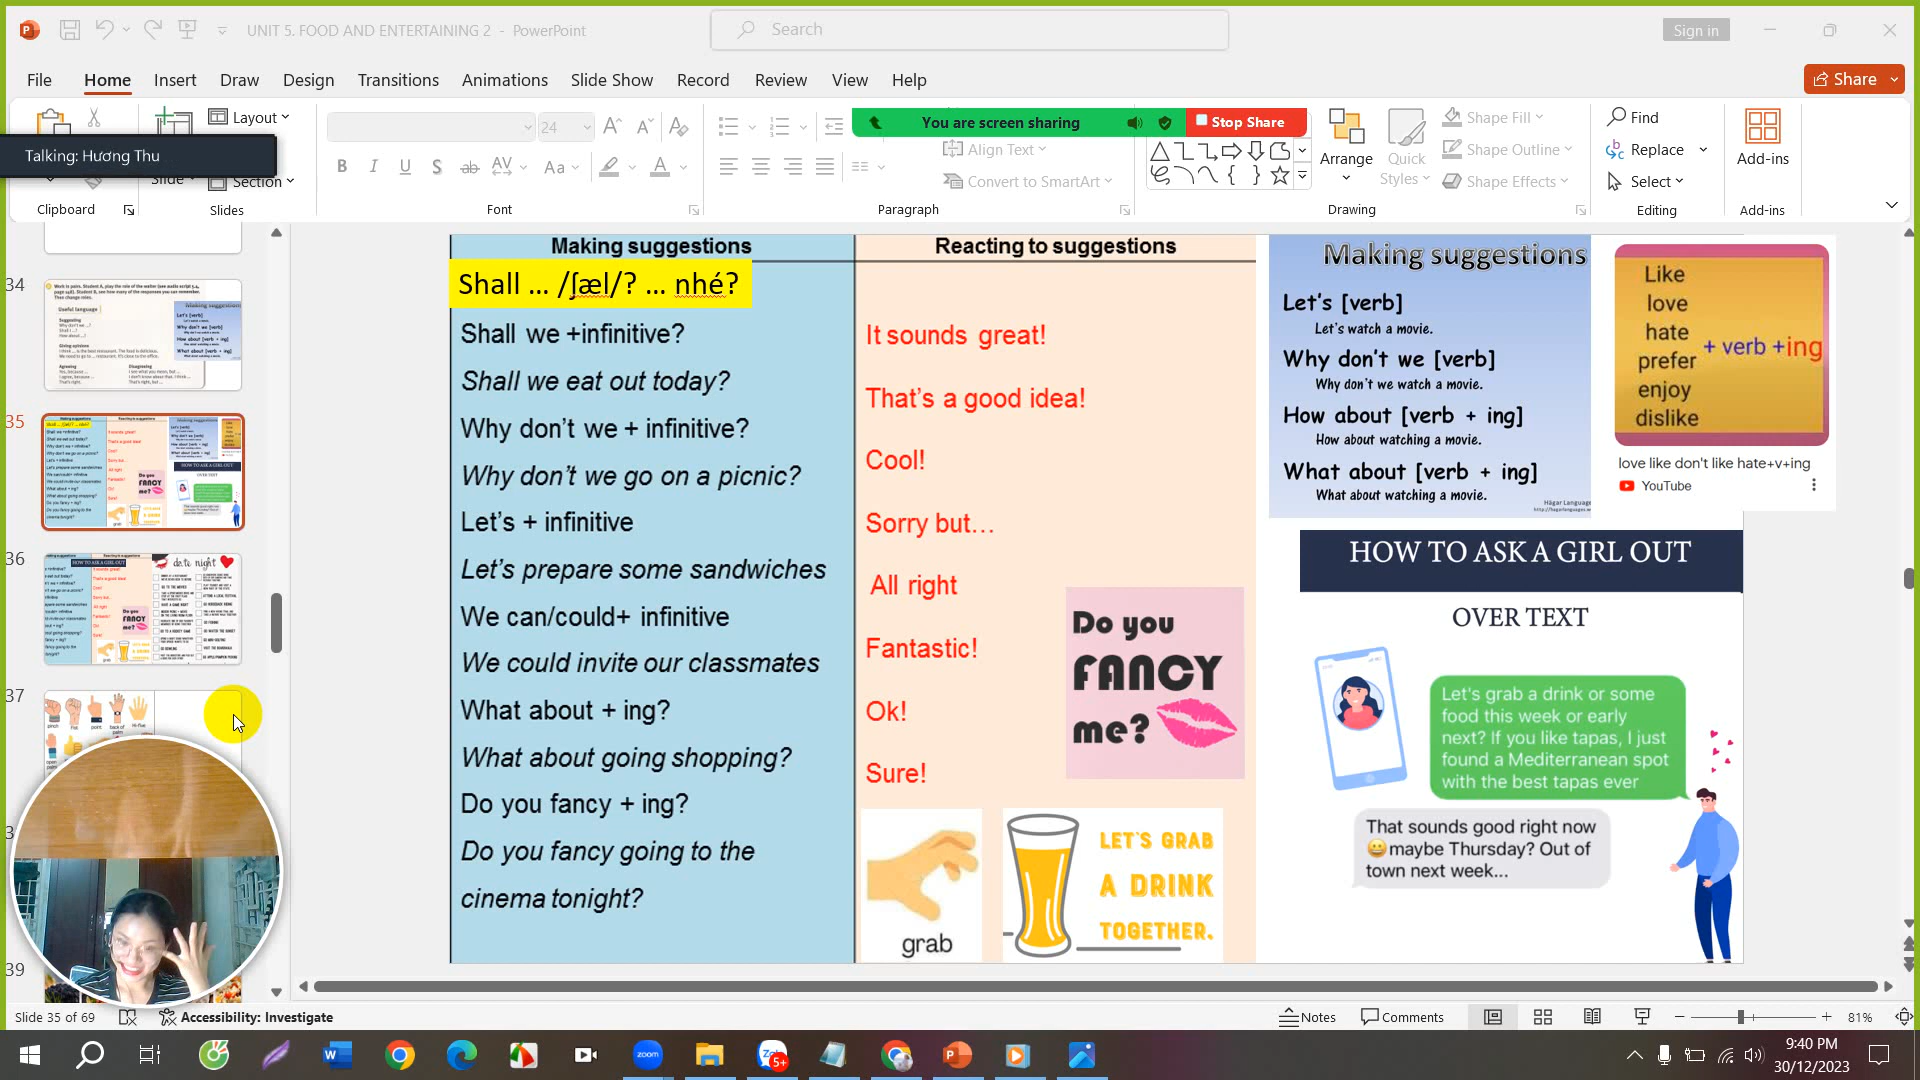 UNIT 5. FOOD AND ENTERTAINING 2 - PowerPoint
Search
Sign in
File Home Insert Draw Design Transitions Animations Slide Show Record Review View Help
Share
Layout
Section
Talking: Hương Thu
Clipboard
Slides
24
Font
You are screen sharing
Stop Share
Align Text
Convert to SmartArt
Paragraph
Arrange
Quick Styles
Shape Fill
Shape Outline
Shape Effects
Drawing
Find
Replace
Select
Editing
Add-ins
Add-ins
34
35
36
37
39
Making suggestions
Shall ... /ʃæl/? ... nhé?
Shall we +infinitive?
Shall we eat out today?
Why don't we + infinitive?
Why don't we go on a picnic?
Let's + infinitive
Let's prepare some sandwiches
We can/could+ infinitive
We could invite our classmates
What about + ing?
What about going shopping?
Do you fancy + ing?
Do you fancy going to the
cinema tonight?
Reacting to suggestions
It sounds great!
That's a good idea!
Cool!
Sorry but...
All right
Fantastic!
Ok!
Sure!
Do you
FANCY
me?
grab
LET'S GRAB
A DRINK
TOGETHER.
Making suggestions
Let's [verb]
Let's watch a movie.
Why don't we [verb]
Why don't we watch a movie.
How about [verb + ing]
How about watching a movie.
What about [verb + ing]
What about watching a movie.
Like
love
hate
prefer
enjoy
dislike
+ verb +ing
love like don't like hate+v+ing
YouTube
HOW TO ASK A GIRL OUT
OVER TEXT
Let's grab a drink or some
food this week or early
next? If you like tapas, I just
found a Mediterranean spot
with the best tapas ever
That sounds good right now
😀maybe Thursday? Out of
town next week...
Slide 35 of 69
Accessibility: Investigate
Notes
Comments
81%
zoom
5+
9:40 PM
30/12/2023